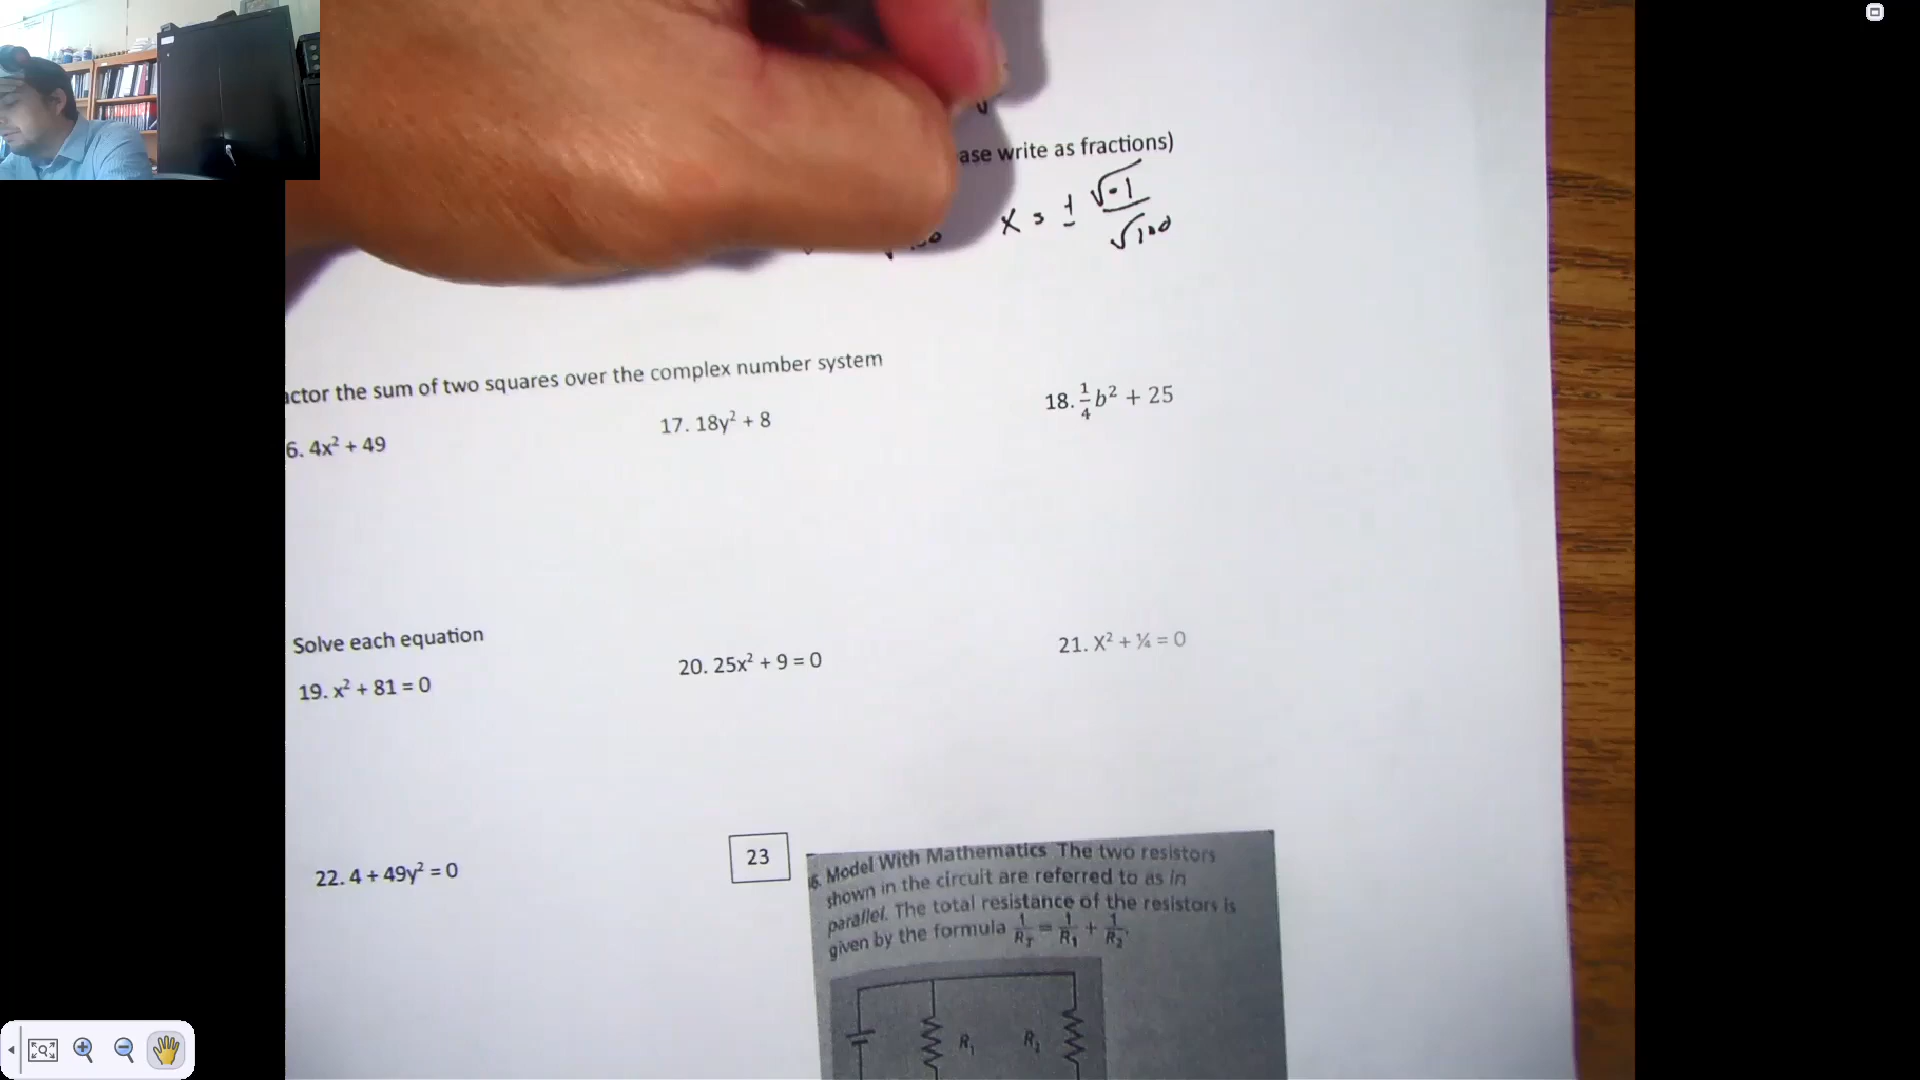 ase write as fractions)
x = ± √-1 / √100
actor the sum of two squares over the complex number system
6. 4x² + 49
17. 18y² + 8
18. 1/4 b² + 25
Solve each equation
19. x² + 81 = 0
20. 25x² + 9 = 0
21. X² + ¼ = 0
22. 4 + 49y² = 0
23
6. Model With Mathematics The two resistors
shown in the circuit are referred to as in
parallel. The total resistance of the resistors is
given by the formula 1/R_T = 1/R₁ + 1/R₂.
R₁
R₂